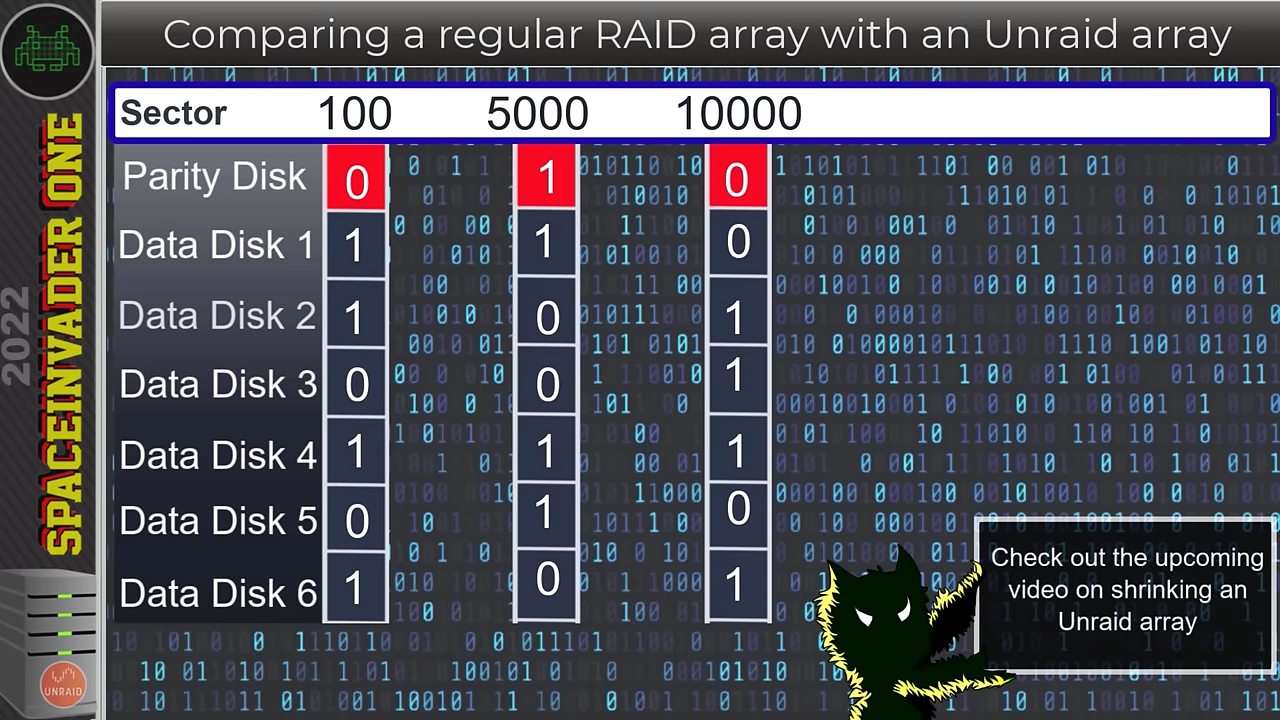 Comparing a regular RAID array with an Unraid array
Sector 100 5000 10000
Parity Disk 0 1 0
Data Disk 1 1 1 0
Data Disk 2 1 0 1
Data Disk 3 0 0 1
Data Disk 4 1 1 1
Data Disk 5 0 1 0
Data Disk 6 1 0 1
Check out the upcoming
video on shrinking an
Unraid array
2022
SPACEINVADER ONE
UNRAID